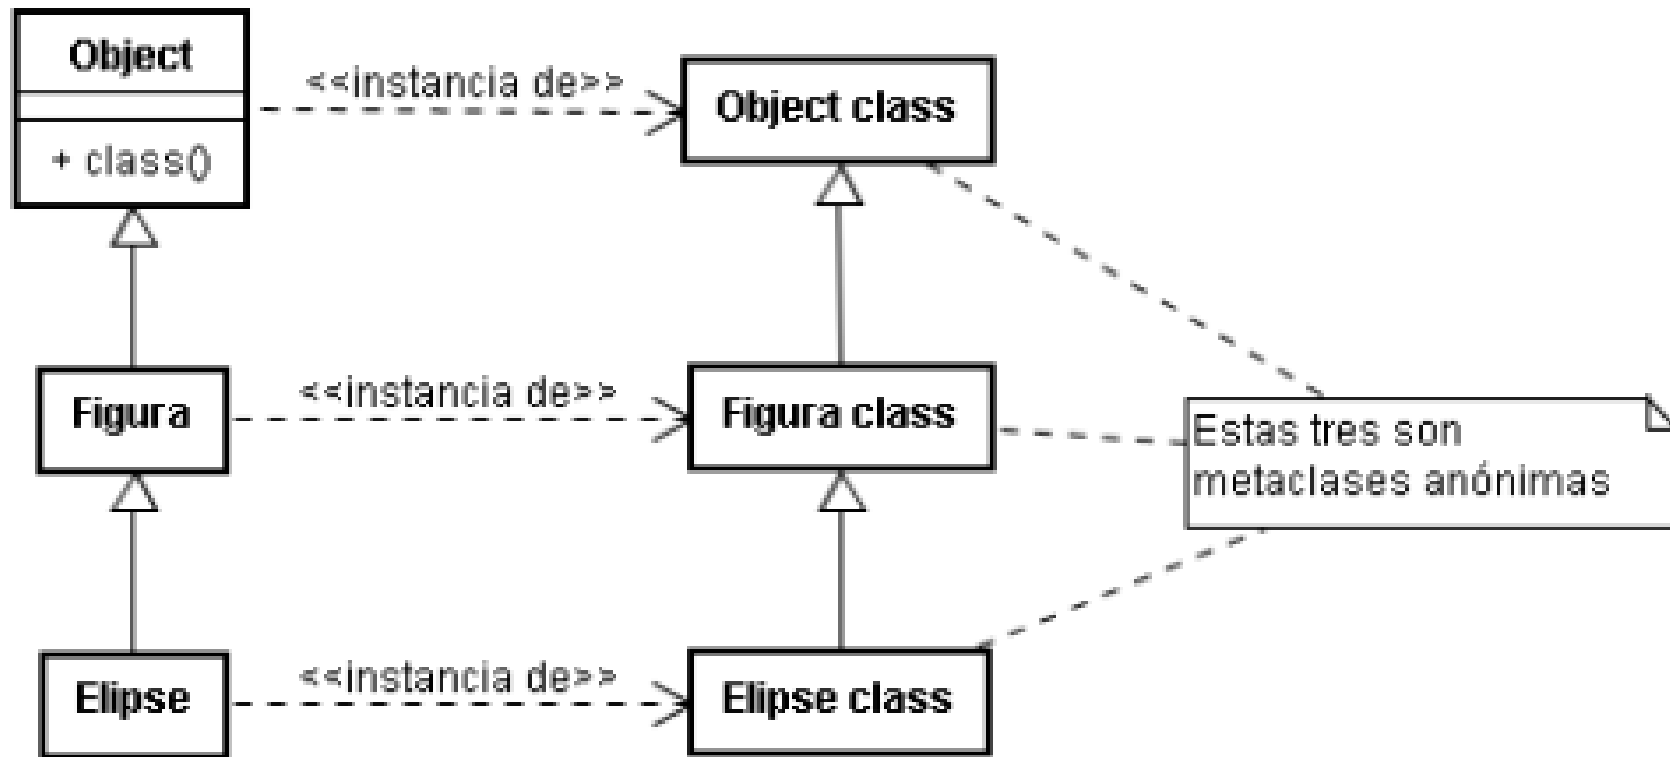 Object
+ class()
<<instancia de>>
Object class
Figura
<<instancia de>>
Figura class
Estas tres son
metaclases anónimas
Elipse
<<instancia de>>
Elipse class